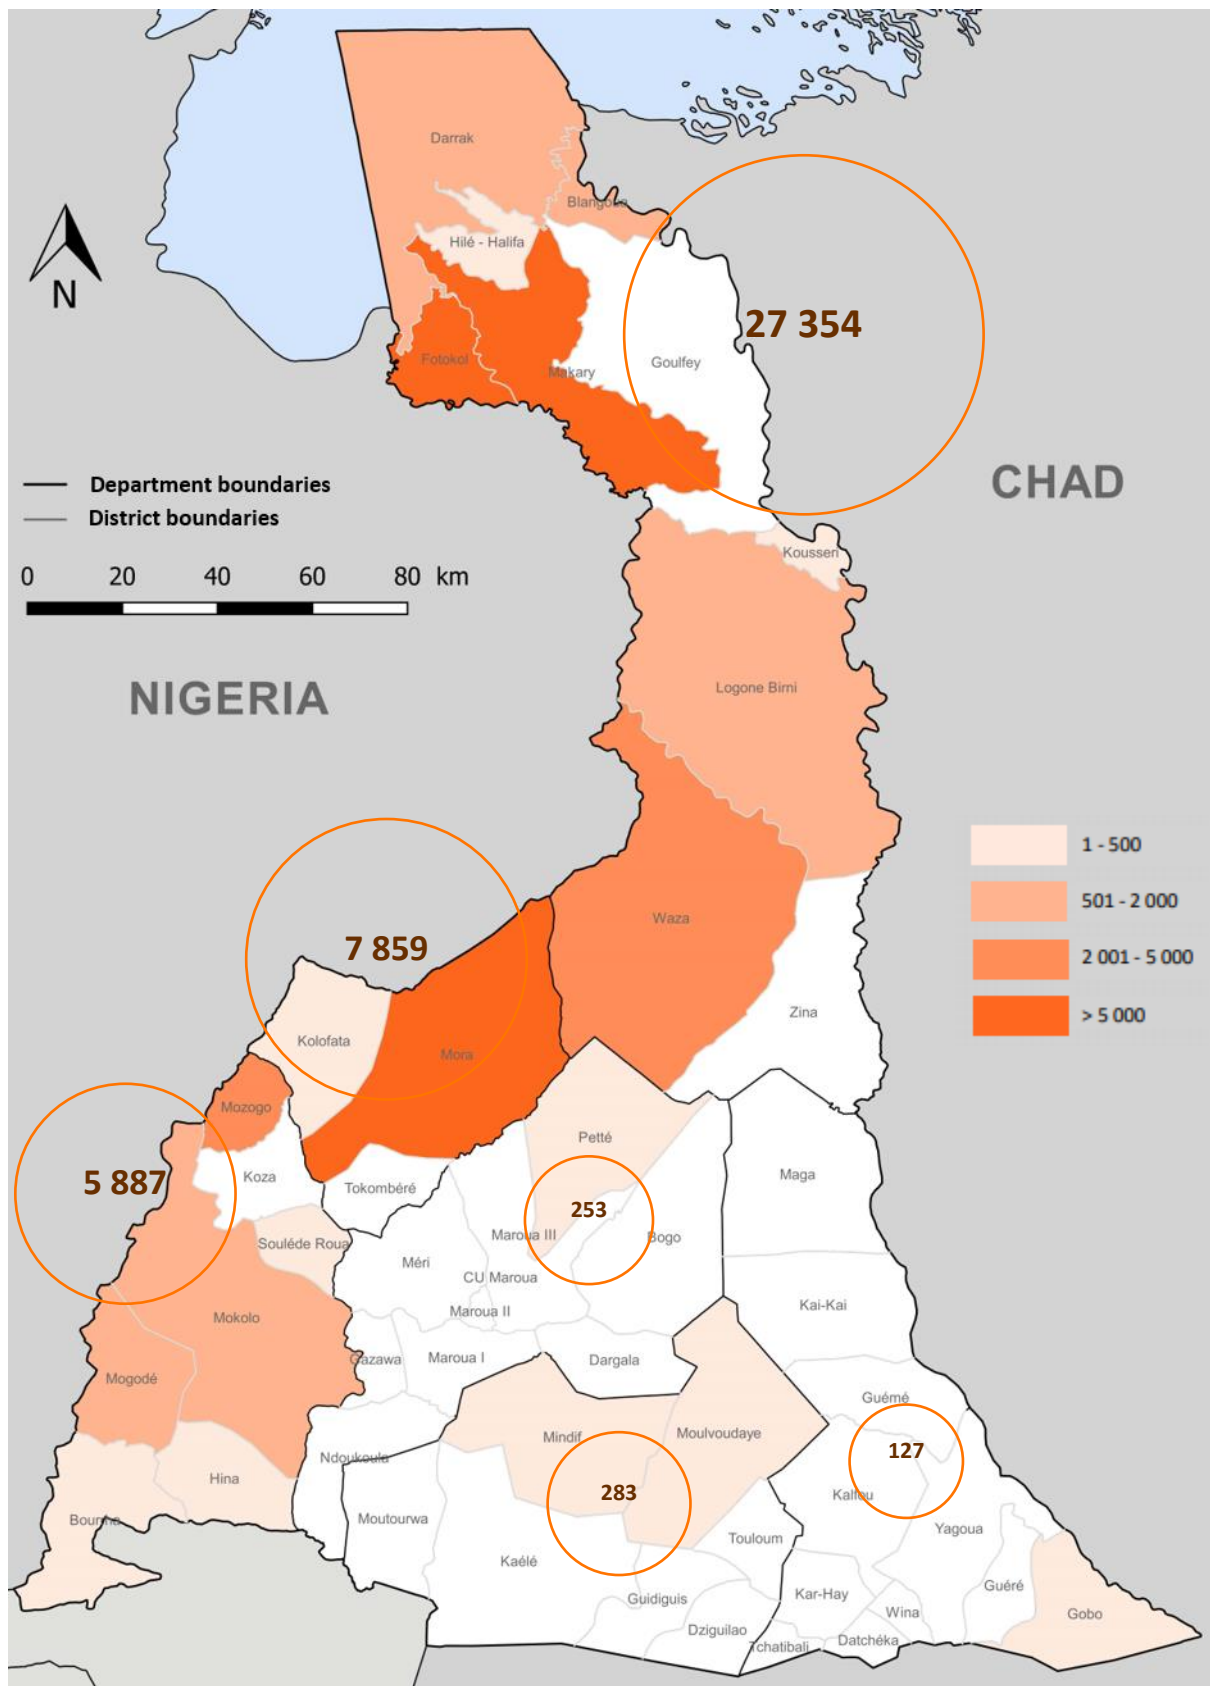 Darrak
Blangoua
Hilé - Halifa
N
27 354
Fotokol
Makary
Goulfey
CHAD
Department boundaries
District boundaries
Kousseri
0 20 40 60 80 km
NIGERIA
Logone Birni
1 - 500
501 - 2 000
2 001 - 5 000
> 5 000
Waza
7 859
Zina
Kolofata
Mora
Mozogo
Petté
5 887
Koza
Tokombéré
Maga
253
Souléde Roua
Maroua III
Bogo
Méri
CU Maroua
Maroua II
Kai-Kai
Mokolo
Gazawa
Maroua I
Dargala
Mogodé
Guémé
Mindif
Moulvoudaye
127
Ndoukoula
Hina
283
Kalfou
Bourrha
Moutourwa
Yagoua
Touloum
Kaélé
Guéré
Kar-Hay
Guidiguis
Wina
Gobo
Dziguilao
Datchéka
Tchatibali